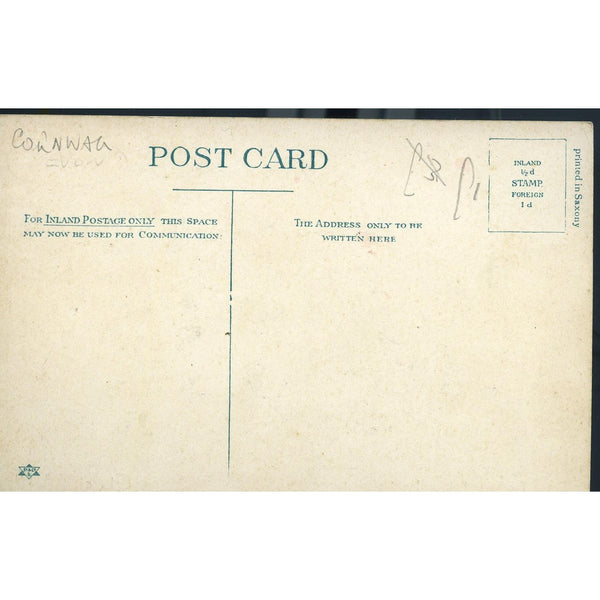 CORNWALL
POST CARD
FOR INLAND POSTAGE ONLY THIS SPACE
MAY NOW BE USED FOR COMMUNICATION:
THE ADDRESS ONLY TO BE
WRITTEN HERE
INLAND
½d
STAMP.
FOREIGN
1d
printed in Saxony